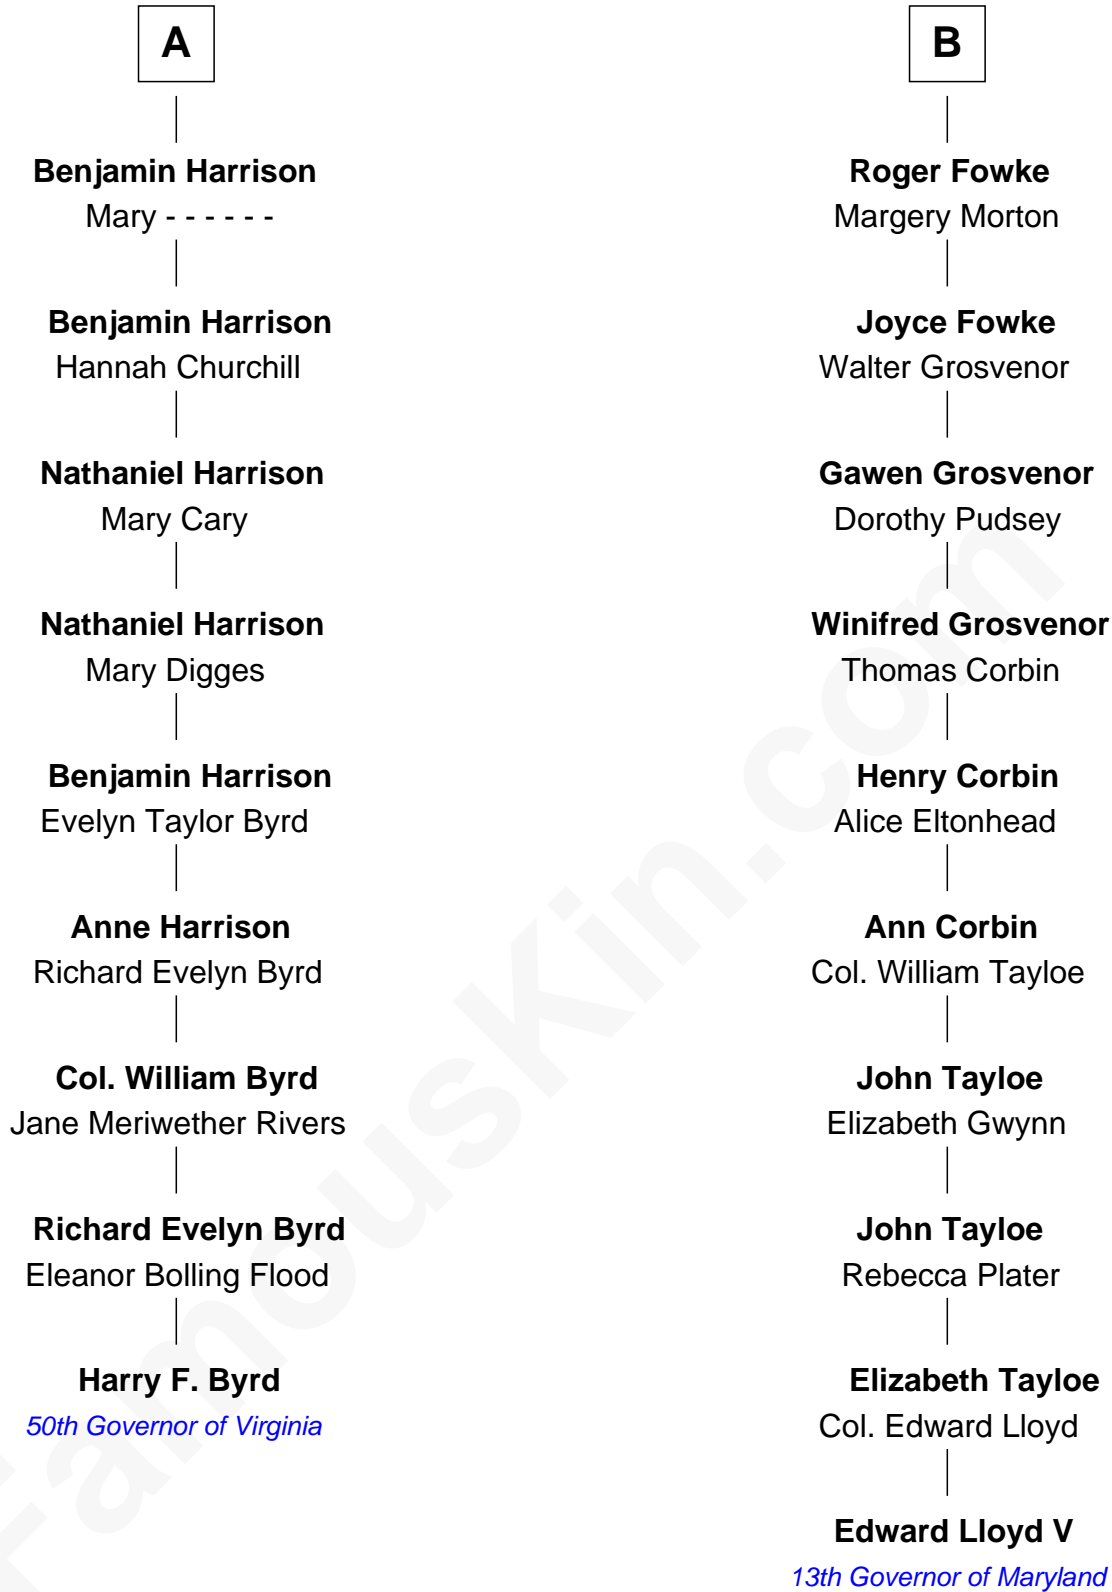 A
Benjamin Harrison
Mary - - - - - -
Benjamin Harrison
Hannah Churchill
Nathaniel Harrison
Mary Cary
Nathaniel Harrison
Mary Digges
Benjamin Harrison
Evelyn Taylor Byrd
Anne Harrison
Richard Evelyn Byrd
Col. William Byrd
Jane Meriwether Rivers
Richard Evelyn Byrd
Eleanor Bolling Flood
Harry F. Byrd
50th Governor of Virginia
B
Roger Fowke
Margery Morton
Joyce Fowke
Walter Grosvenor
Gawen Grosvenor
Dorothy Pudsey
Winifred Grosvenor
Thomas Corbin
Henry Corbin
Alice Eltonhead
Ann Corbin
Col. William Tayloe
John Tayloe
Elizabeth Gwynn
John Tayloe
Rebecca Plater
Elizabeth Tayloe
Col. Edward Lloyd
Edward Lloyd V
13th Governor of Maryland
FamousKin.com